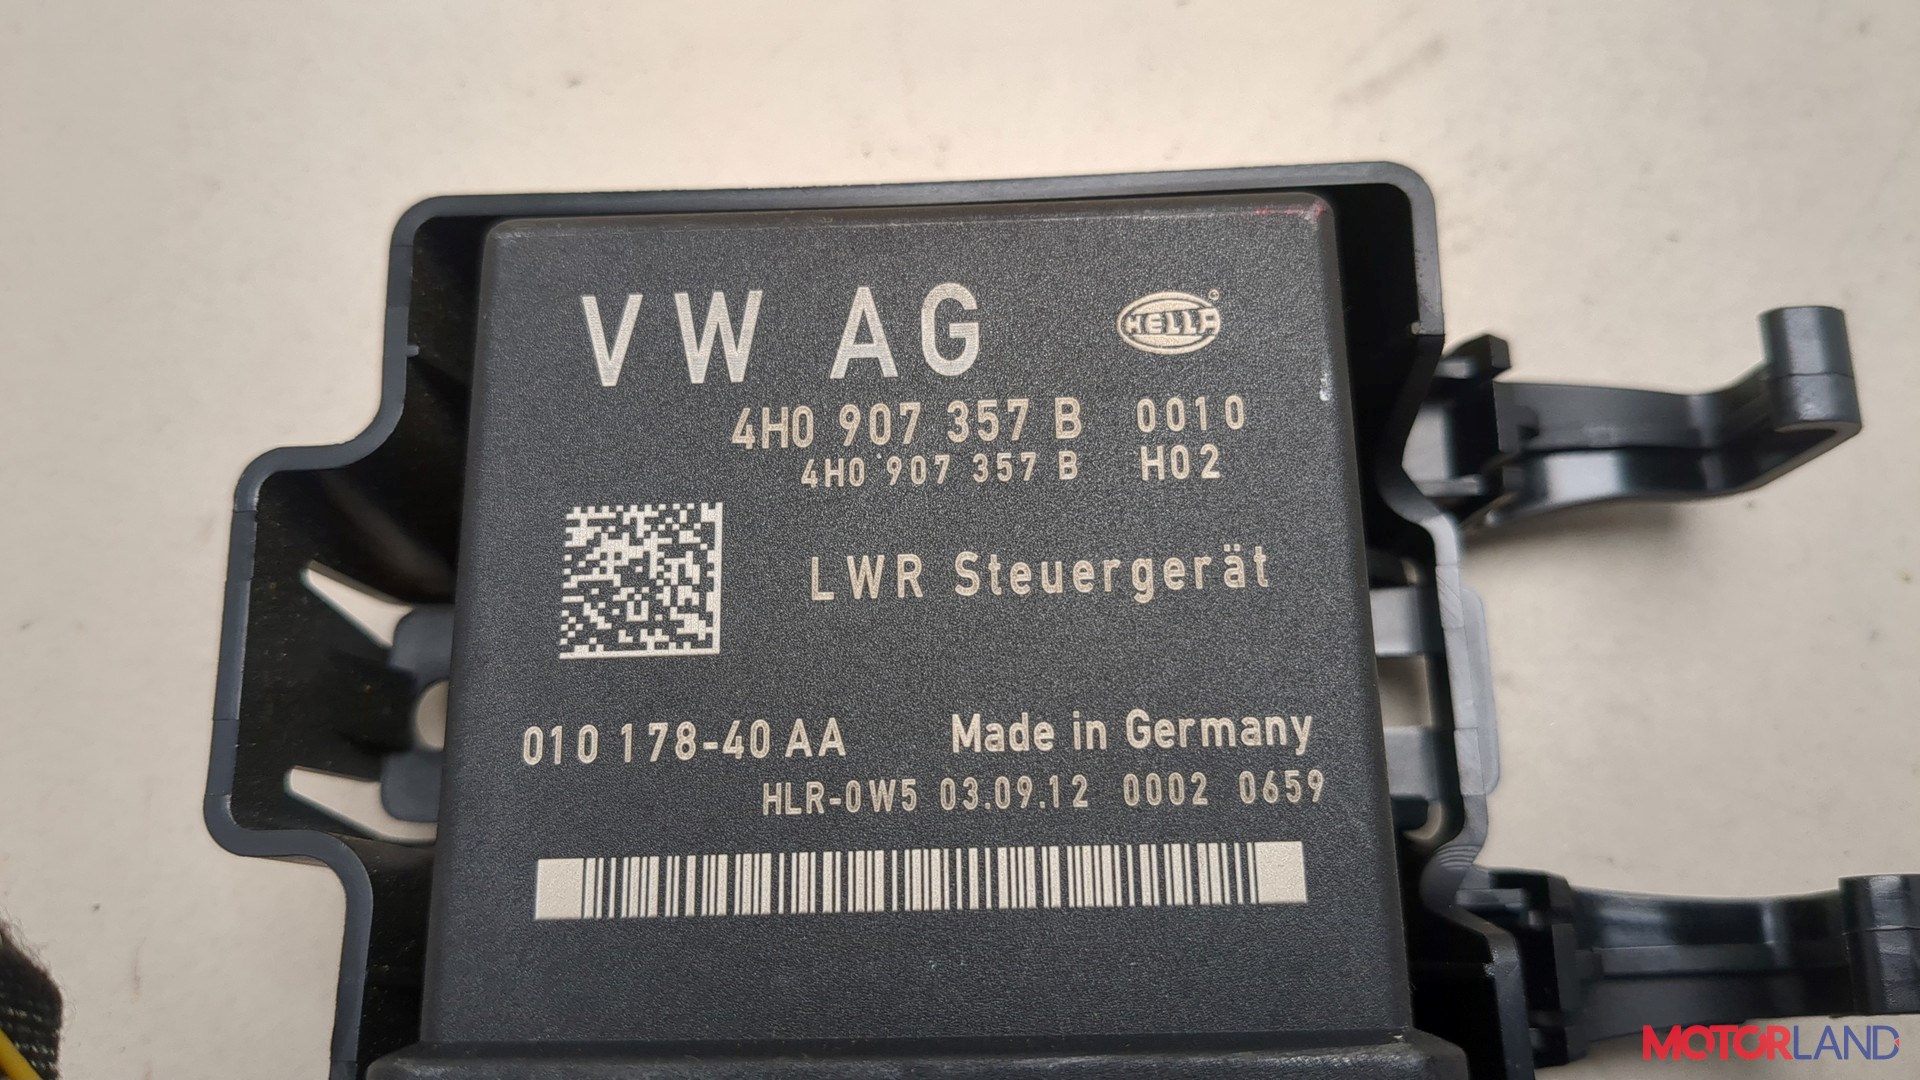 VW AG HELLA
4H0 907 357 B 0010
4H0 907 357 B H02
LWR Steuergerät
010 178-40 AA Made in Germany
HLR-0W5 03.09.12 0002 0659
MOTORLAND